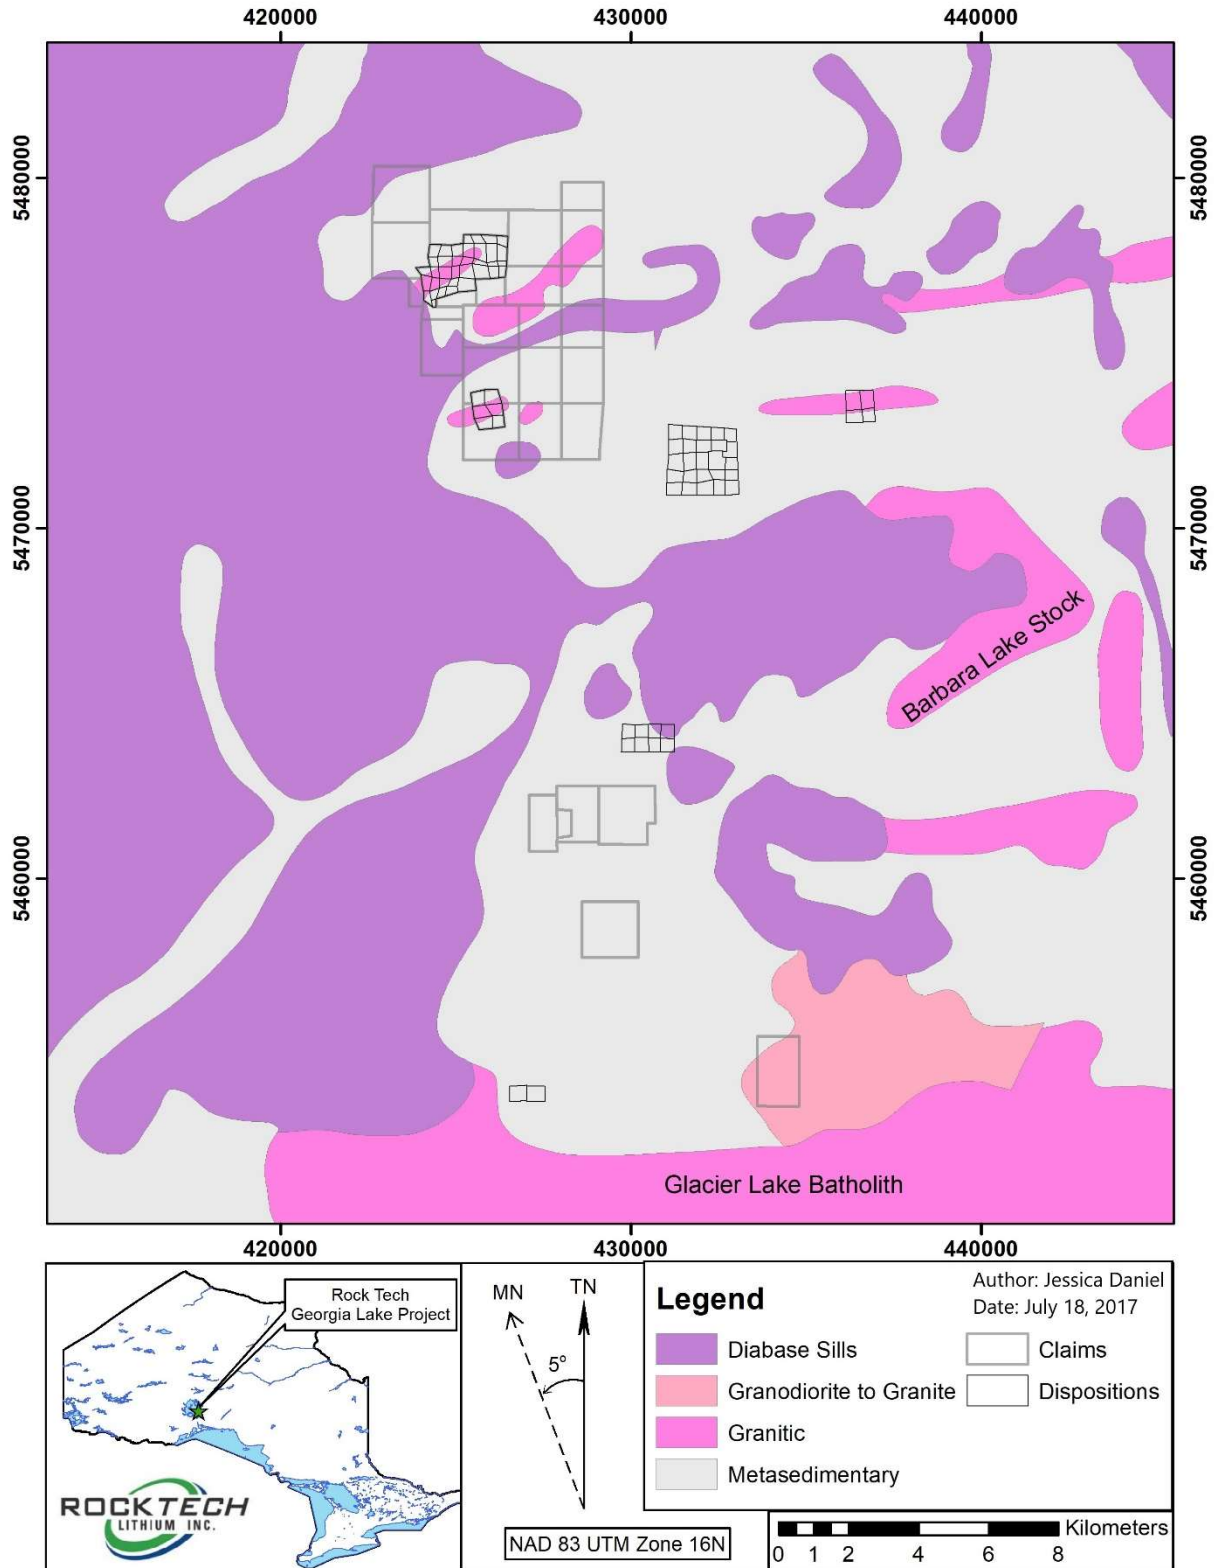 420000
430000
440000
5480000
5480000
5470000
5470000
Barbara Lake Stock
5460000
5460000
Glacier Lake Batholith
420000
430000
440000
Rock Tech
Georgia Lake Project
ROCKTECH
LITHIUM INC.
MN
TN
5°
NAD 83 UTM Zone 16N
Legend
Author: Jessica Daniel
Date: July 18, 2017
Diabase Sills
Claims
Granodiorite to Granite
Dispositions
Granitic
Metasedimentary
Kilometers
0 1 2 4 6 8